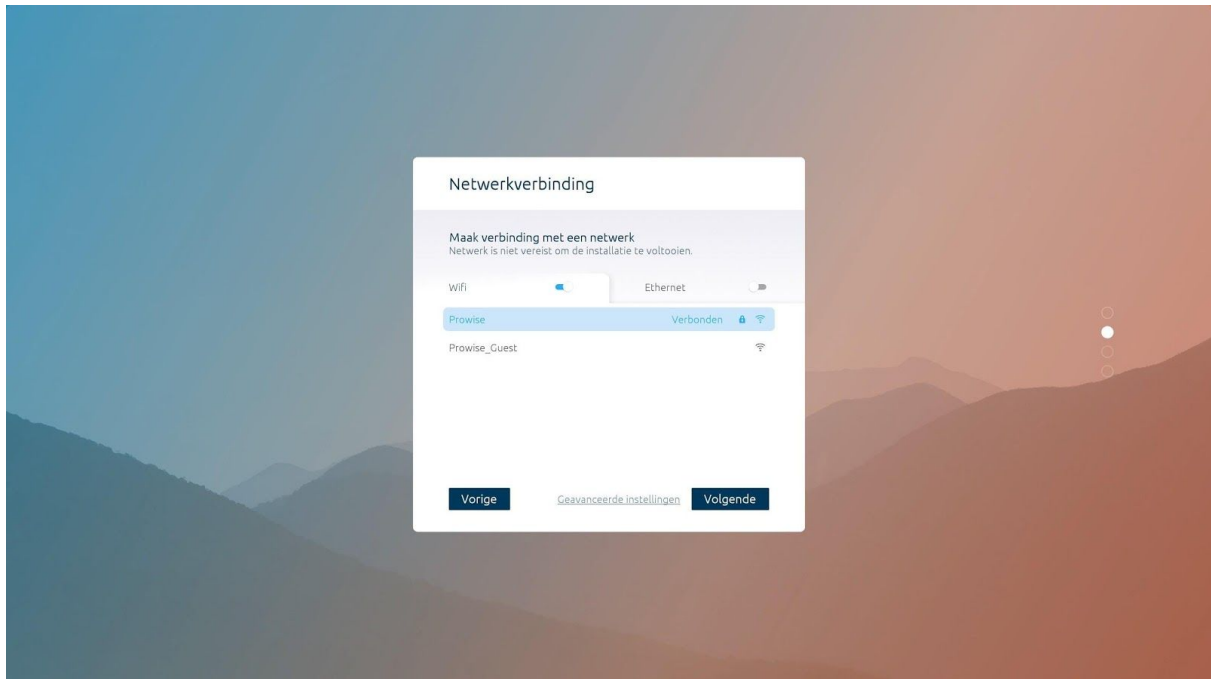 Netwerkverbinding
Maak verbinding met een netwerk
Netwerk is niet vereist om de installatie te voltooien.
Wifi Ethernet
Prowise Verbonden
Prowise_Guest
Vorige Geavanceerde instellingen Volgende